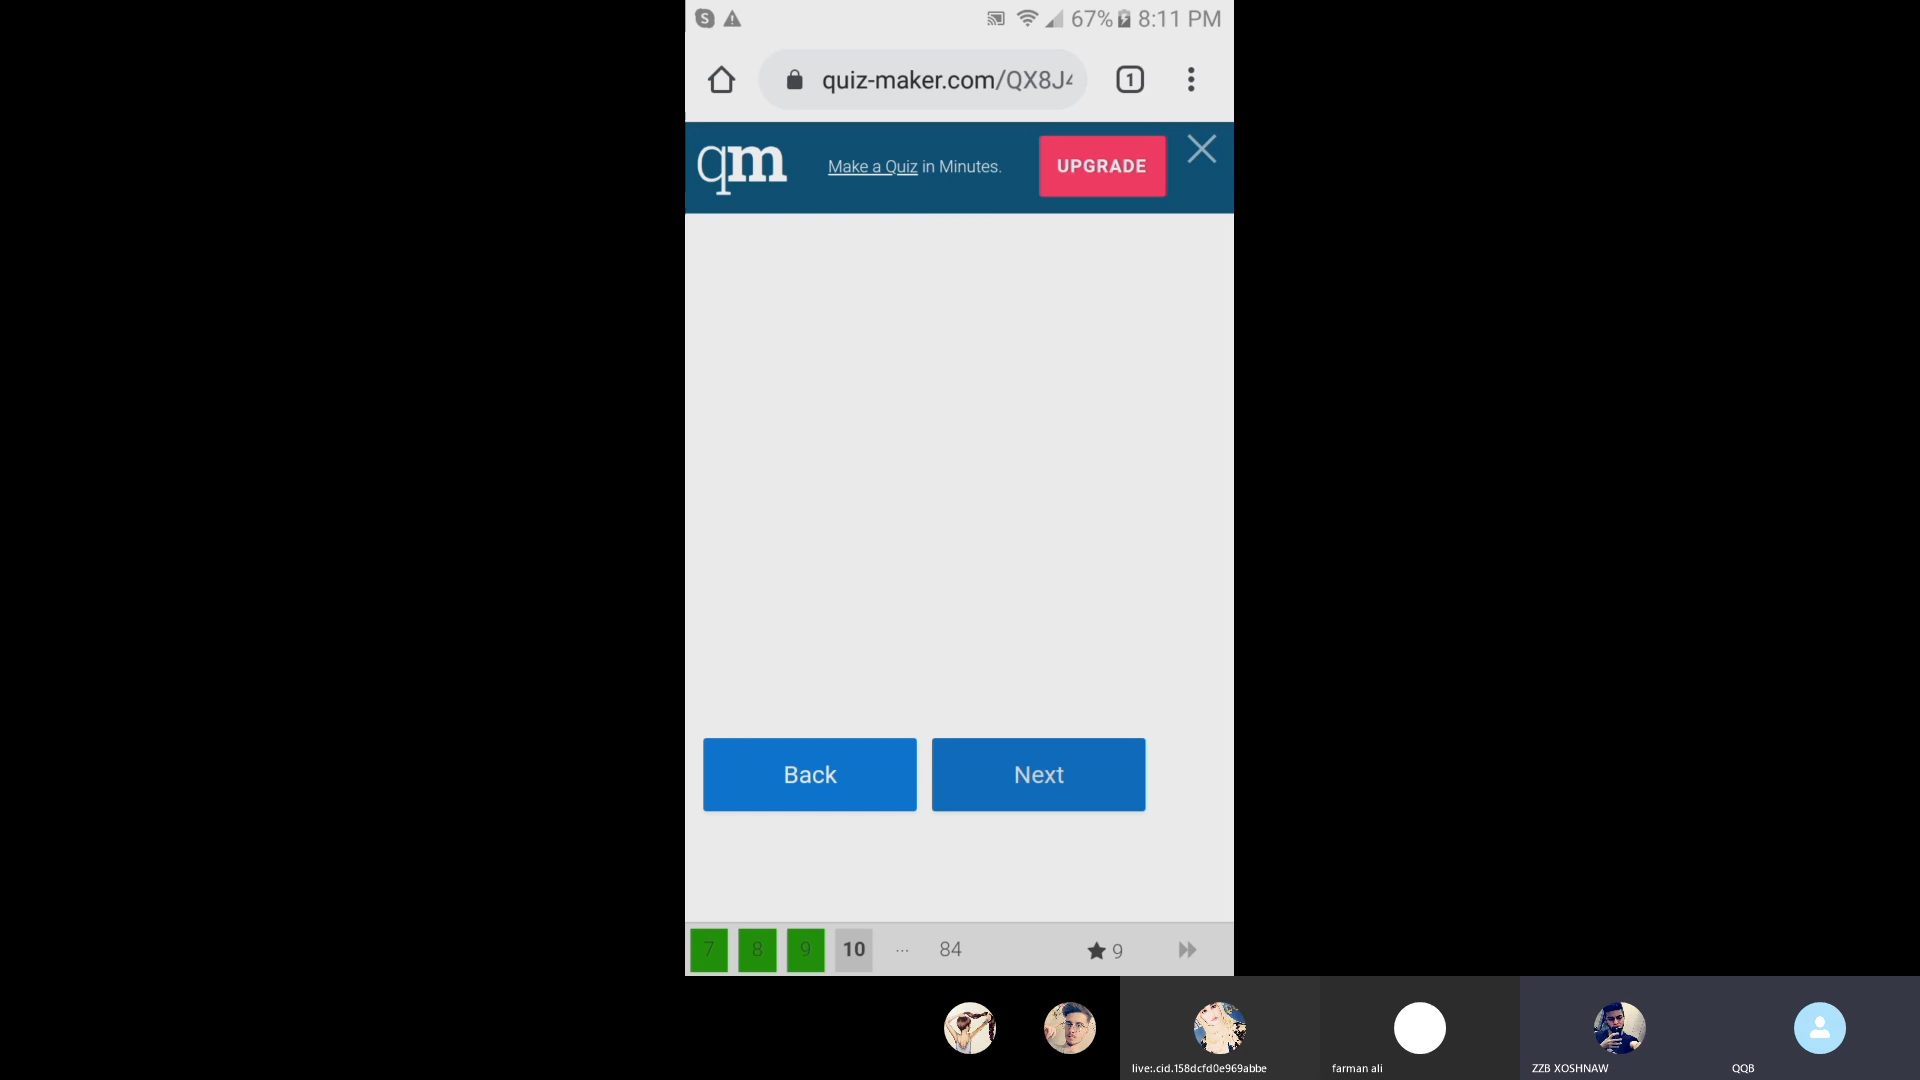 67% 8:11 PM
quiz-maker.com/QX8J4
1
qm
Make a Quiz in Minutes.
UPGRADE
Back
Next
7 8 9 10 ... 84 9
live:.cid.158dcfd0e969abbe
farman ali
ZZB XOSHNAW
QQB